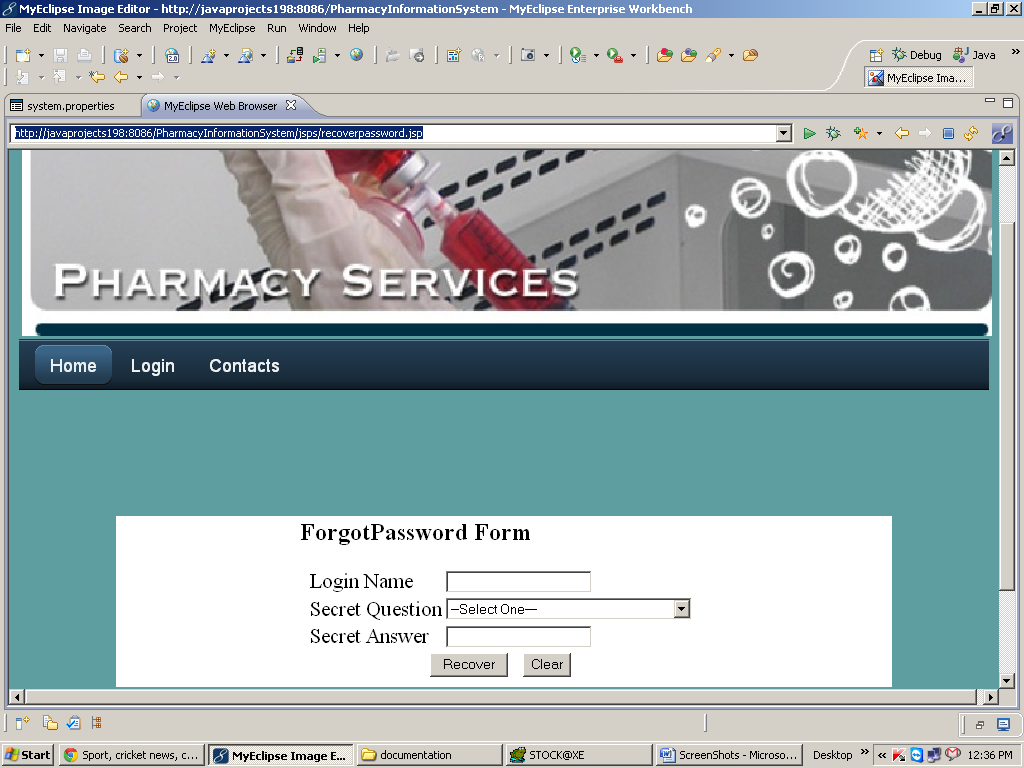 MyEclipse Image Editor - http://javaprojects198:8086/PharmacyInformationSystem - MyEclipse Enterprise Workbench
File Edit Navigate Search Project MyEclipse Run Window Help
2.0
Debug Java »
MyEclipse Ima...
system.properties MyEclipse Web Browser
http://javaprojects198:8086/PharmacyInformationSystem/jsps/recoverpassword.jsp
PHARMACY SERVICES
Home Login Contacts
ForgotPassword Form
Login Name
Secret Question --Select One---
Secret Answer
Recover Clear
Start Sport, cricket news, c... MyEclipse Image E... documentation STOCK@XE ScreenShots - Microso... Desktop » « 12:36 PM